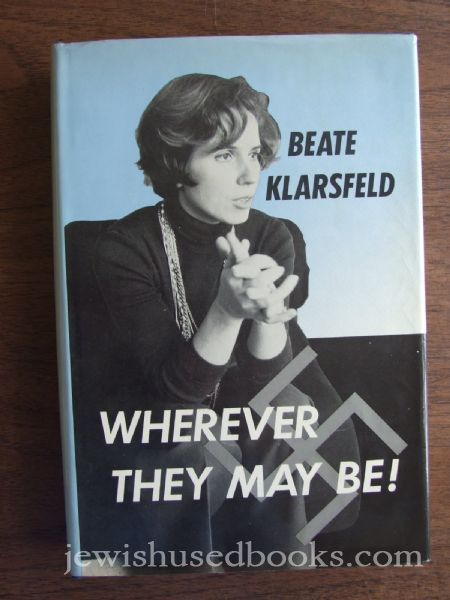 BEATE
KLARSFELD
WHEREVER
THEY MAY BE!
jewishusedbooks.com